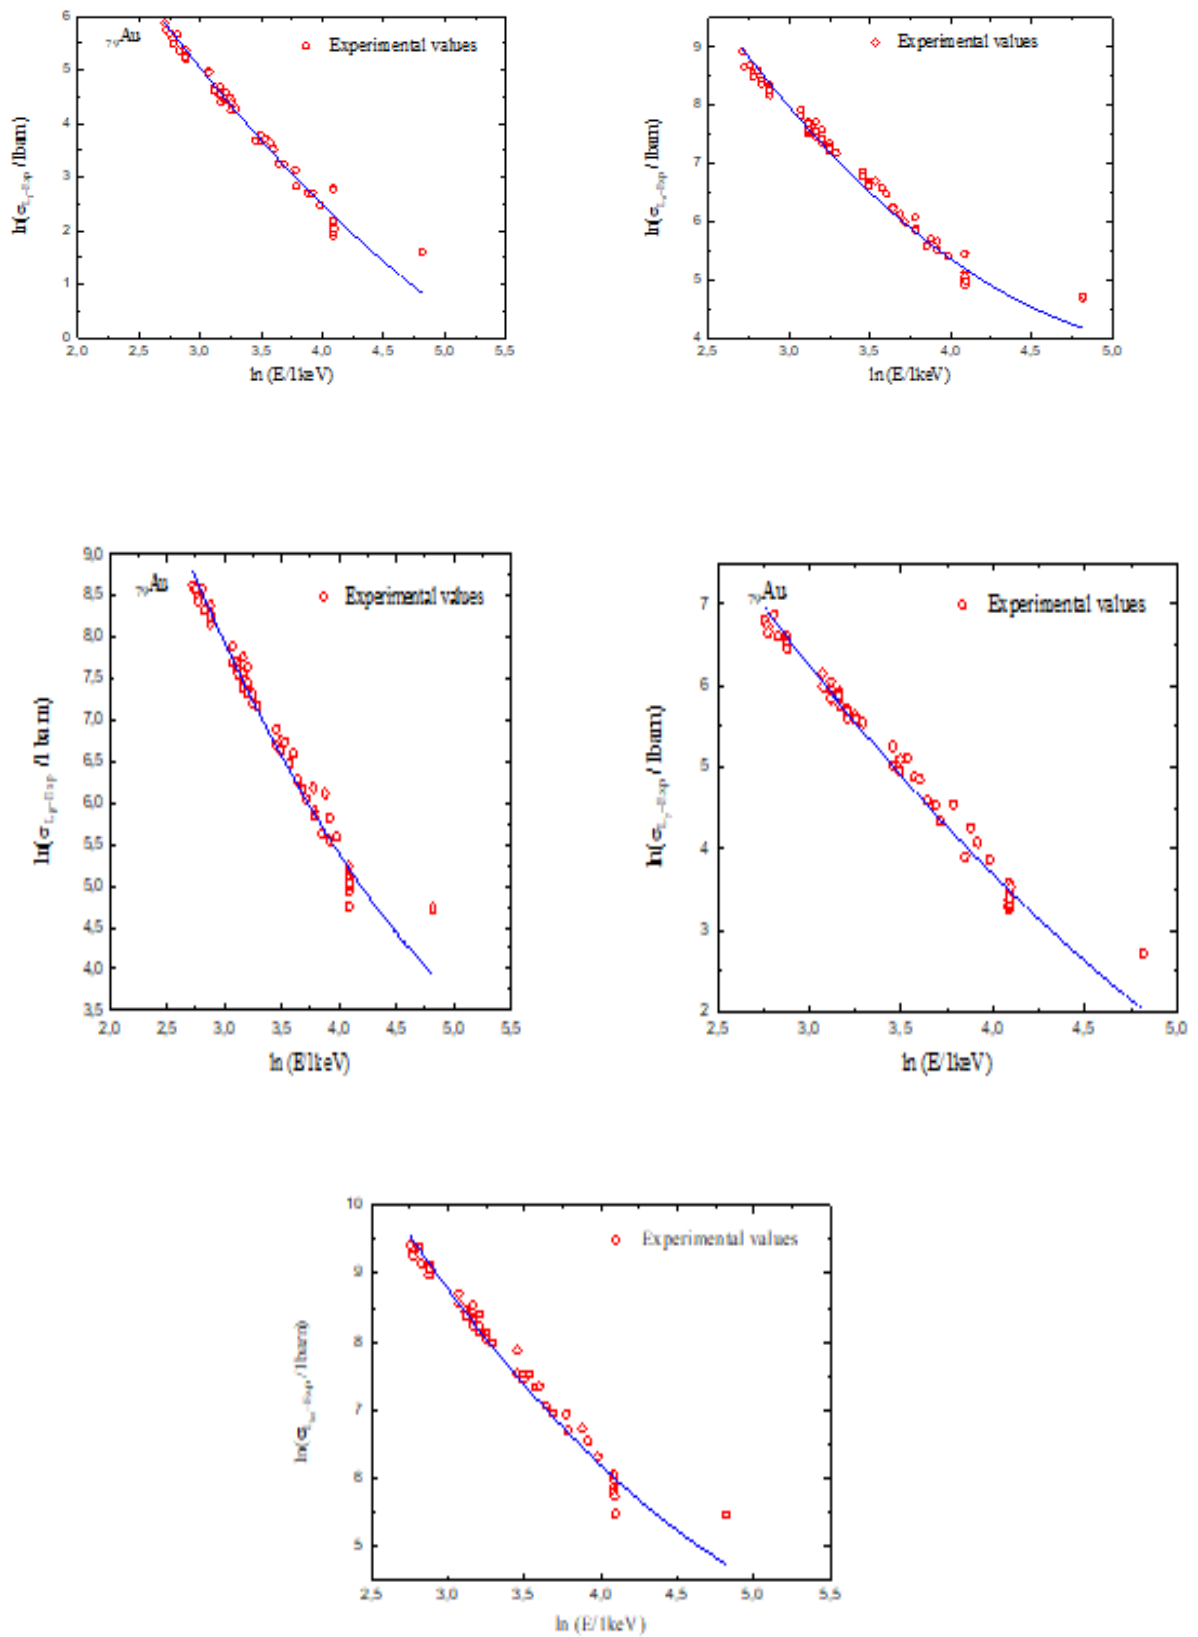 6
5
4
3
2
1
0
79Au
Experimental values
2,0 2,5 3,0 3,5 4,0 4,5 5,0 5,5
ln (E/1keV)
9
8
7
6
5
4
Experimental values
2,5 3,0 3,5 4,0 4,5 5,0
ln (E/1keV)
9,0
8,5
8,0
7,5
7,0
6,5
6,0
5,5
5,0
4,5
4,0
3,5
79Au
Experimental values
2,0 2,5 3,0 3,5 4,0 4,5 5,0 5,5
ln (E/1keV)
7
6
5
4
3
2
79Au
Experimental values
2,5 3,0 3,5 4,0 4,5 5,0
ln (E/1keV)
10
9
8
7
6
5
Experimental values
2,5 3,0 3,5 4,0 4,5 5,0 5,5
ln (E/1keV)